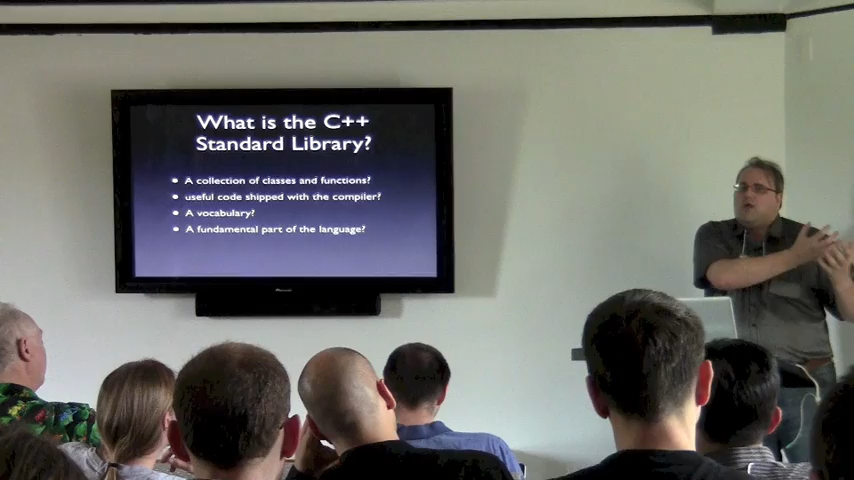 What is the C++
Standard Library?
• A collection of classes and functions?
• useful code shipped with the compiler?
• A vocabulary?
• A fundamental part of the language?